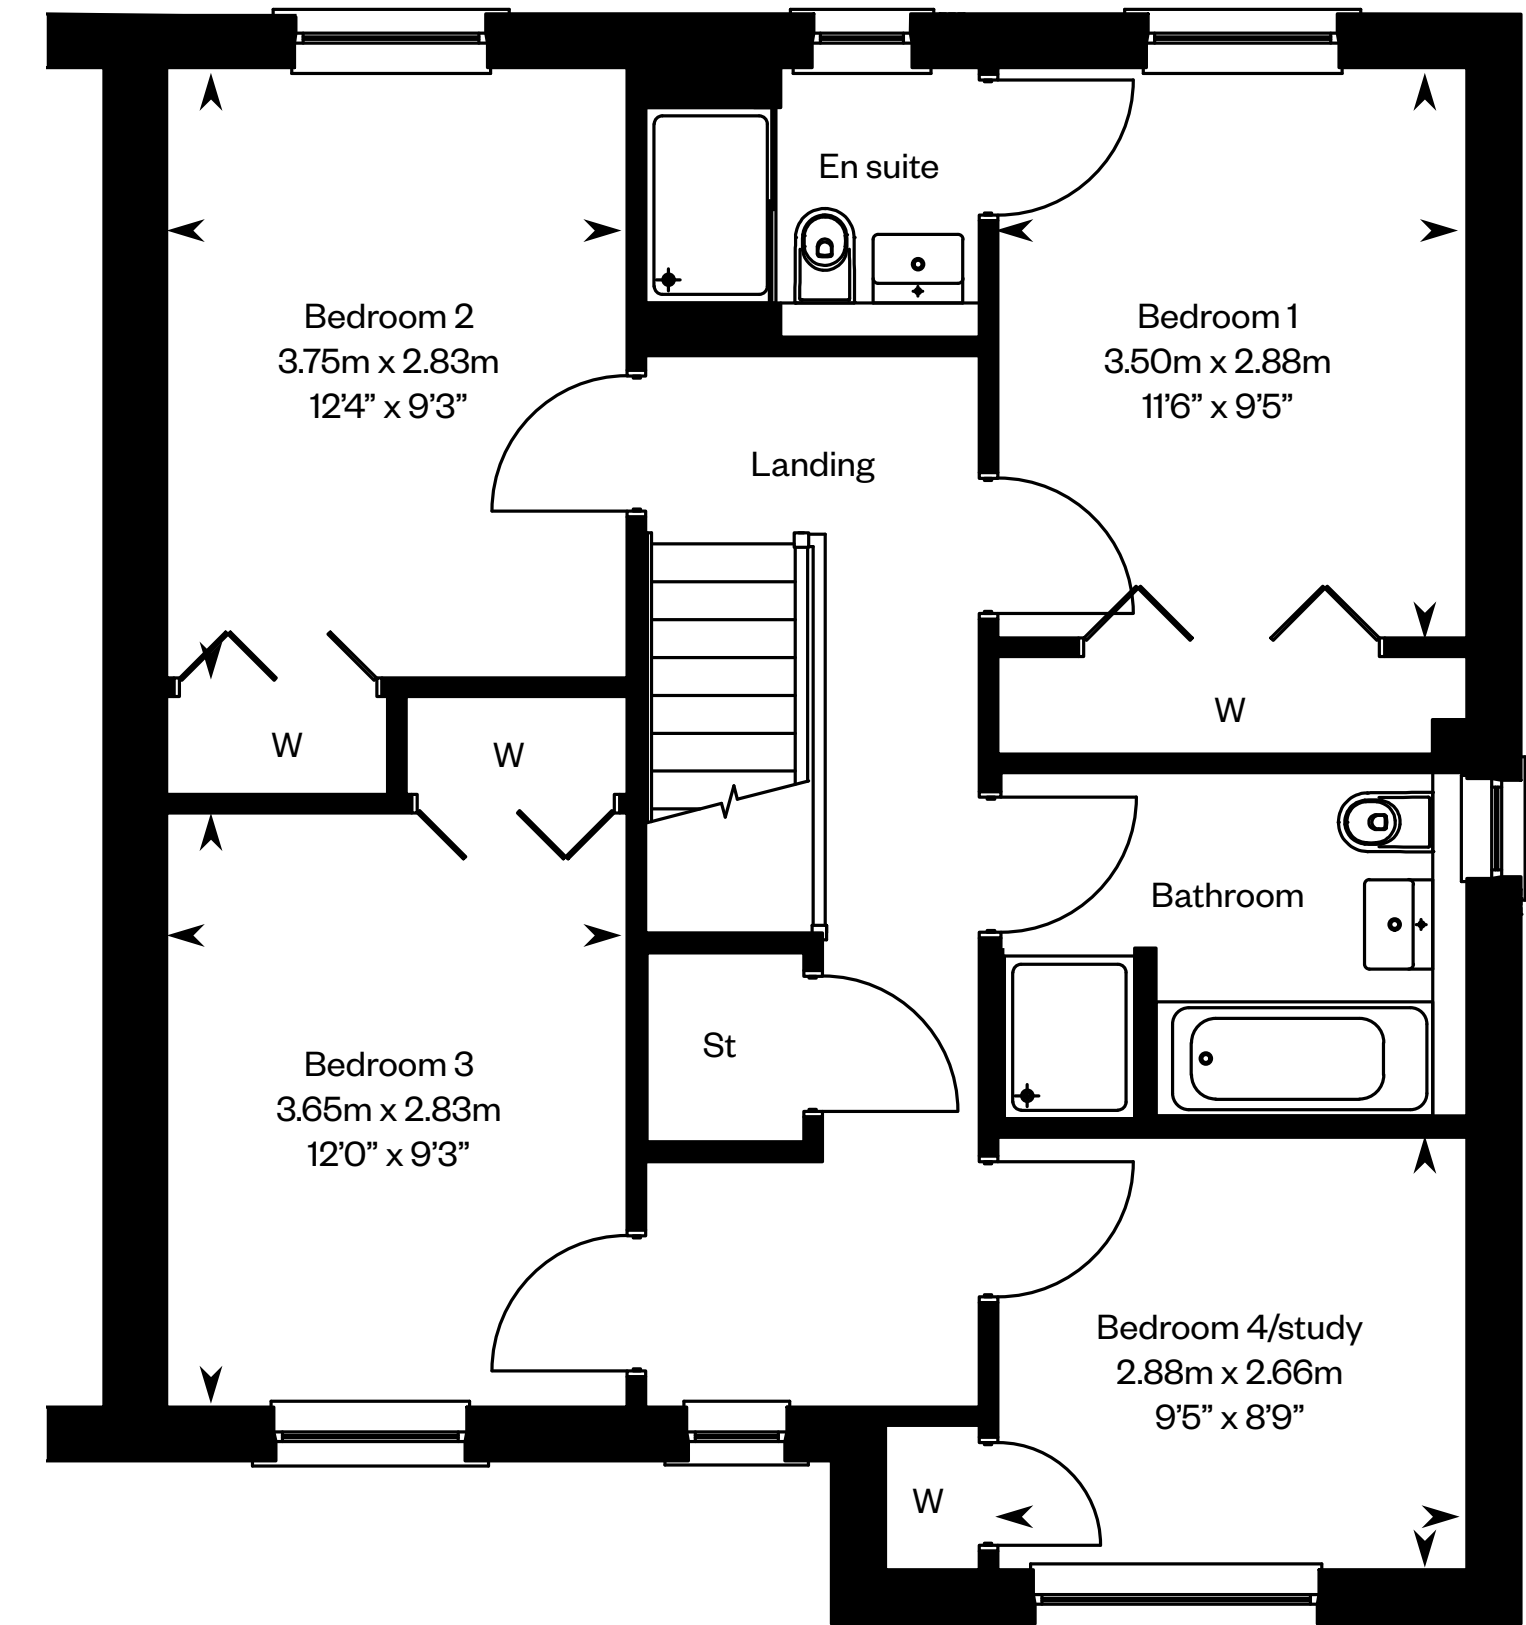 En suite
Bedroom 2
3.75m x 2.83m
12’4” x 9’3”
Bedroom 1
3.50m x 2.88m
11’6” x 9’5”
Landing
W
W
W
Bathroom
St
Bedroom 3
3.65m x 2.83m
12’0” x 9’3”
Bedroom 4/study
2.88m x 2.66m
9’5” x 8’9”
W